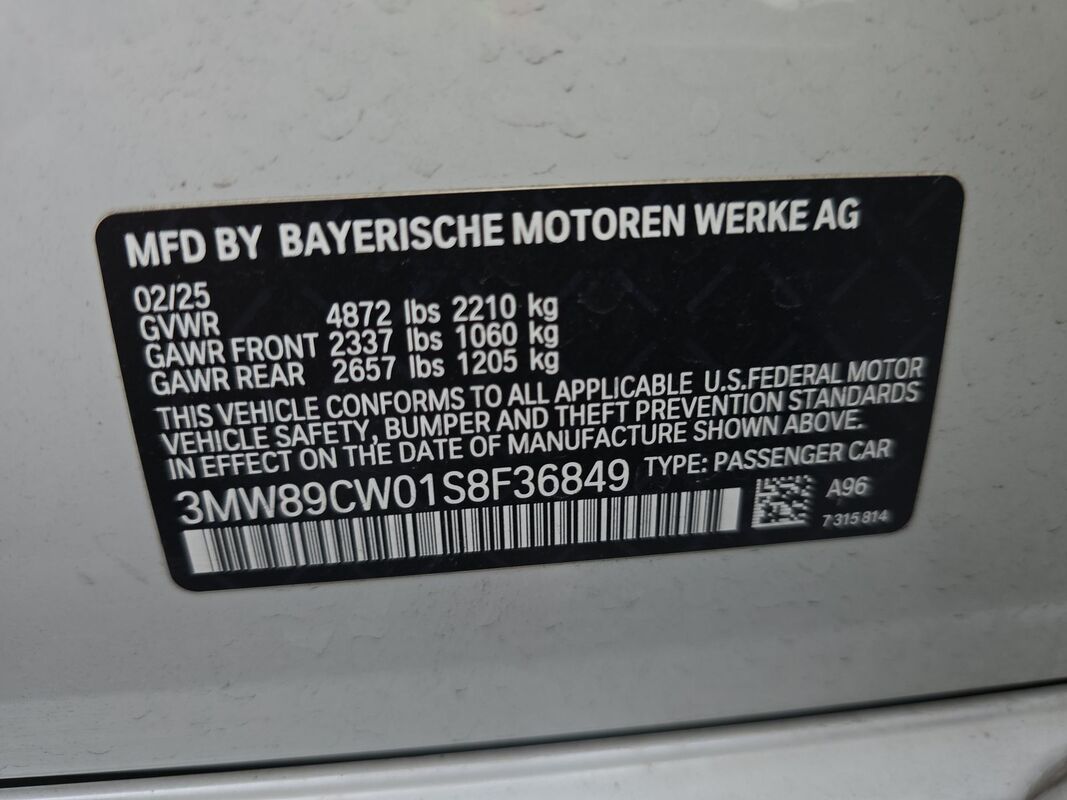 MFD BY BAYERISCHE MOTOREN WERKE AG
02/25
GVWR 4872 lbs 2210 kg
GAWR FRONT 2337 lbs 1060 kg
GAWR REAR 2657 lbs 1205 kg
THIS VEHICLE CONFORMS TO ALL APPLICABLE U.S.FEDERAL MOTOR
VEHICLE SAFETY, BUMPER AND THEFT PREVENTION STANDARDS
IN EFFECT ON THE DATE OF MANUFACTURE SHOWN ABOVE.
3MW89CW01S8F36849 TYPE: PASSENGER CAR
A96
7 315 814